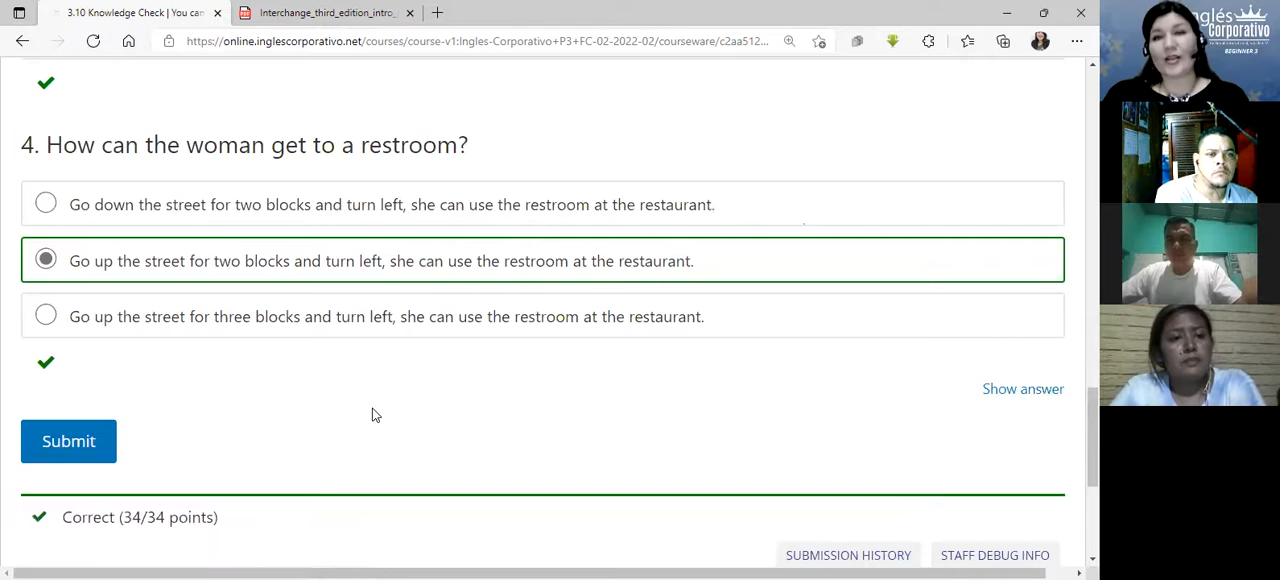 3.10 Knowledge Check | You can
Interchange_third_edition_intro_
https://online.inglescorporativo.net/courses/course-v1:Ingles-Corporativo+P3+FC-02-2022-02/courseware/c2aa512...
4. How can the woman get to a restroom?
Go down the street for two blocks and turn left, she can use the restroom at the restaurant.
Go up the street for two blocks and turn left, she can use the restroom at the restaurant.
Go up the street for three blocks and turn left, she can use the restroom at the restaurant.
Show answer
Submit
Correct (34/34 points)
SUBMISSION HISTORY
STAFF DEBUG INFO
Inglés
Corporativo
BEGINNER 3